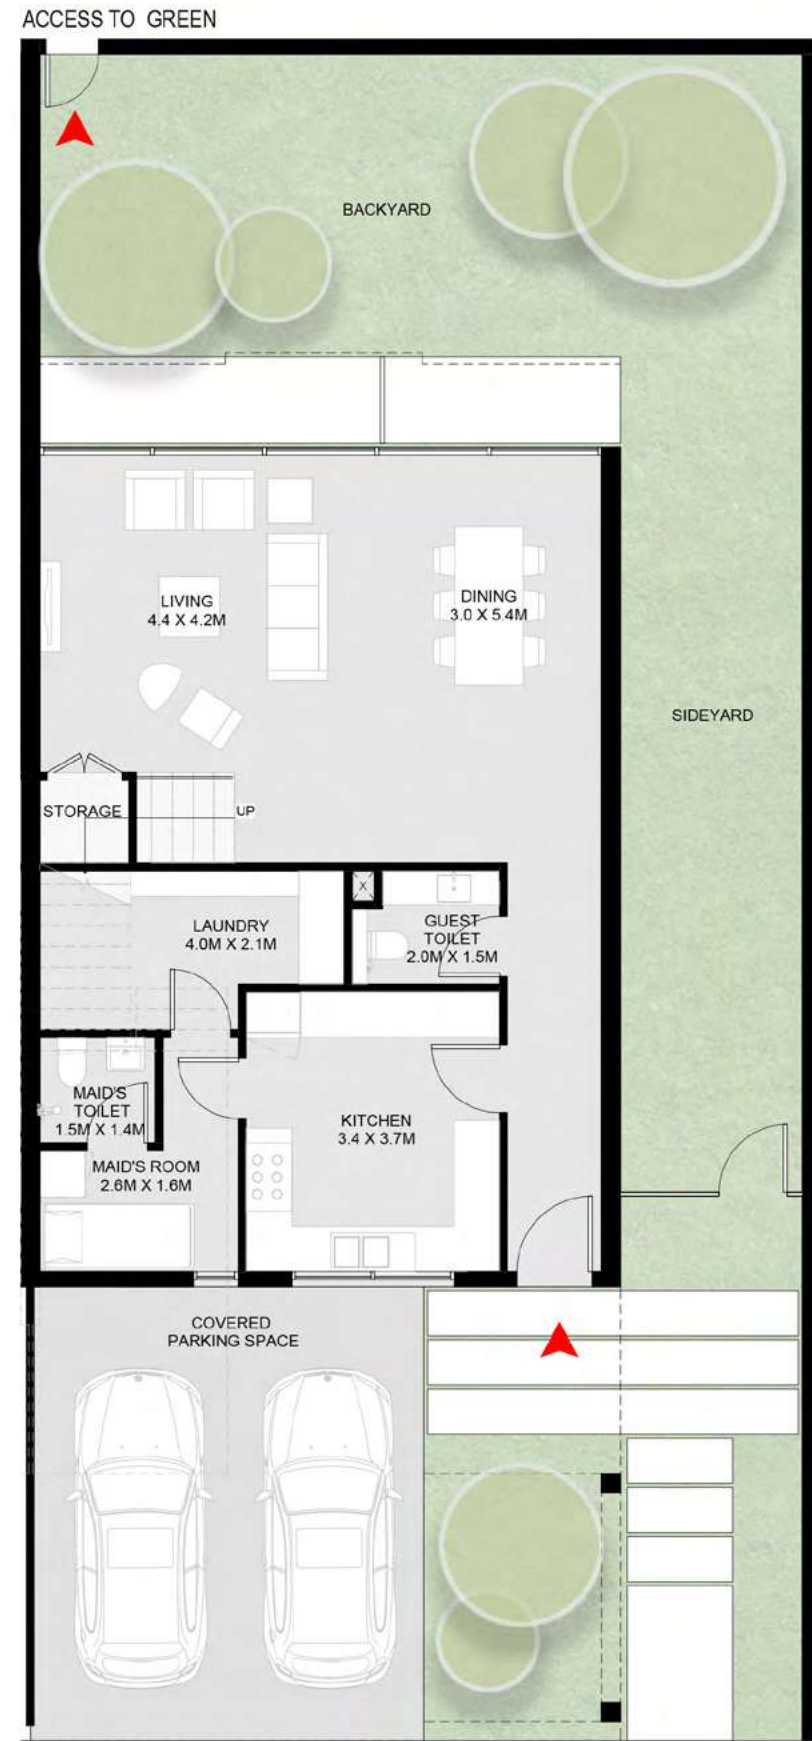 ACCESS TO GREEN
BACKYARD
LIVING
4.4 X 4.2M
DINING
3.0 X 5.4M
SIDEYARD
STORAGE
UP
X
LAUNDRY
4.0M X 2.1M
GUEST
TOILET
2.0M X 1.5M
MAID'S
TOILET
1.5M X 1.4M
KITCHEN
3.4 X 3.7M
MAID'S ROOM
2.6M X 1.6M
COVERED
PARKING SPACE